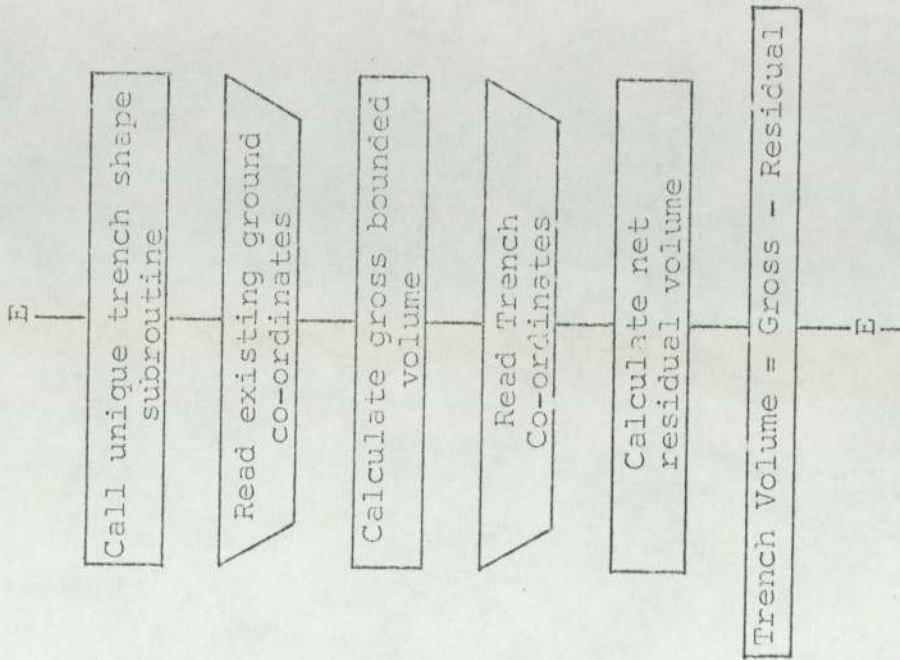 E
Call unique trench shape
subroutine
Read existing ground
co-ordinates
Calculate gross bounded
volume
Read Trench
Co-ordinates
Calculate net
residual volume
Trench Volume = Gross - Residual
E